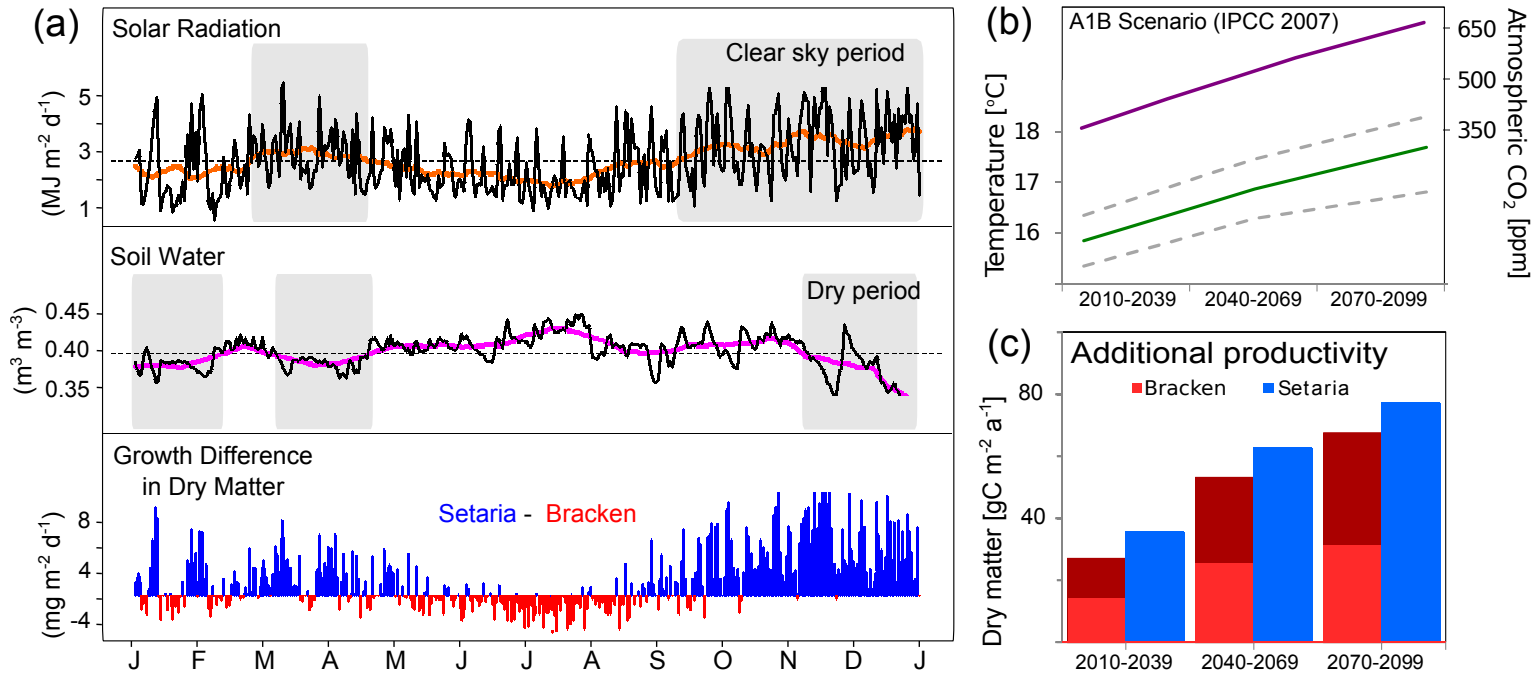 (a)
Solar Radiation
Clear sky period
5
3
1
(MJ m⁻² d⁻¹)
Soil Water
Dry period
0.45
0.40
0.35
(m³ m⁻³)
Growth Difference
in Dry Matter
Setaria - Bracken
8
4
-4
(mg m⁻² d⁻¹)
J F M A M J J A S O N D J
(b)
A1B Scenario (IPCC 2007)
Temperature [°C]
18
17
16
650
500
350
Atmospheric CO₂ [ppm]
2010-2039 2040-2069 2070-2099
(c)
Additional productivity
Bracken Setaria
80
40
Dry matter [gC m⁻² a⁻¹]
2010-2039 2040-2069 2070-2099